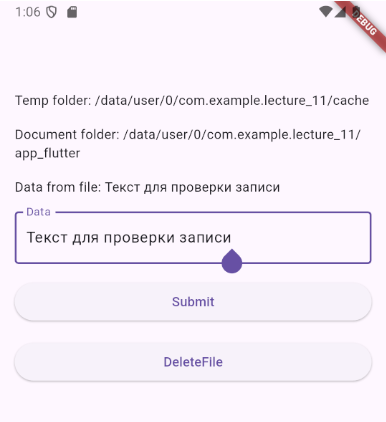 1:06
DEBUG
Temp folder: /data/user/0/com.example.lecture_11/cache
Document folder: /data/user/0/com.example.lecture_11/
app_flutter
Data from file: Текст для проверки записи
Data
Текст для проверки записи
Submit
DeleteFile